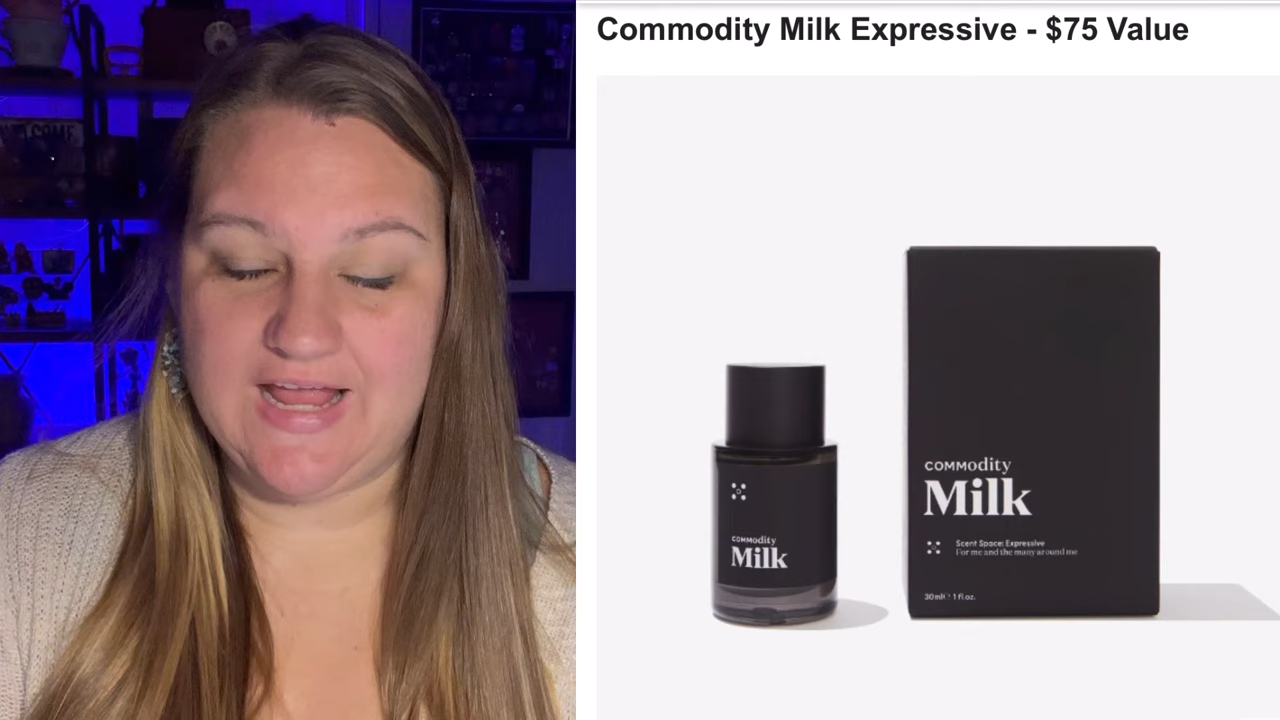 Commodity Milk Expressive - $75 Value
WELCOME
COMModity
Milk
COMModity
Milk
Scent Space: Expressive
For me and the many around me
30ml 1 fl oz.